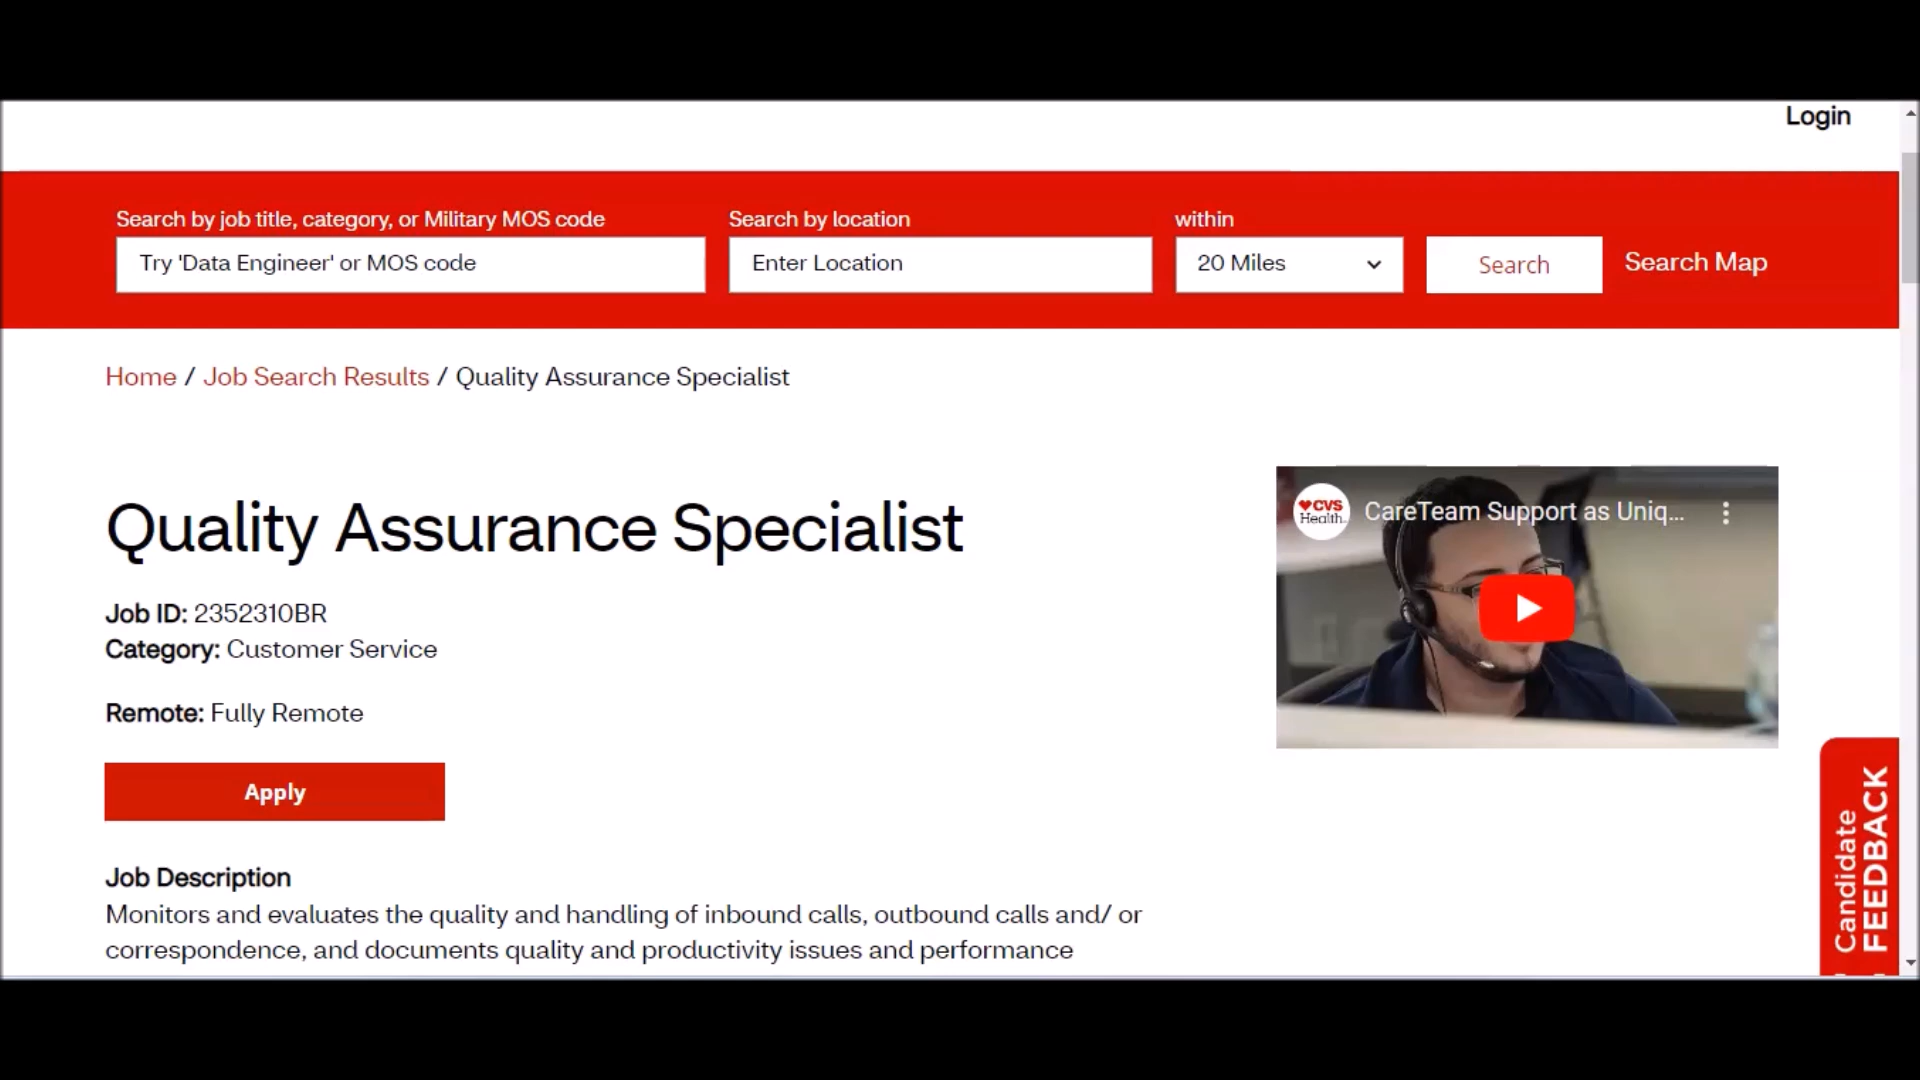 Login
Search by job title, category, or Military MOS code
Search by location
within
Try 'Data Engineer' or MOS code
Enter Location
20 Miles
Search
Search Map
Home / Job Search Results / Quality Assurance Specialist
Quality Assurance Specialist
CVS
Health
CareTeam Support as Uniq...
Job ID: 2352310BR
Category: Customer Service
Remote: Fully Remote
Apply
Candidate
FEEDBACK
Job Description
Monitors and evaluates the quality and handling of inbound calls, outbound calls and/ or
correspondence, and documents quality and productivity issues and performance